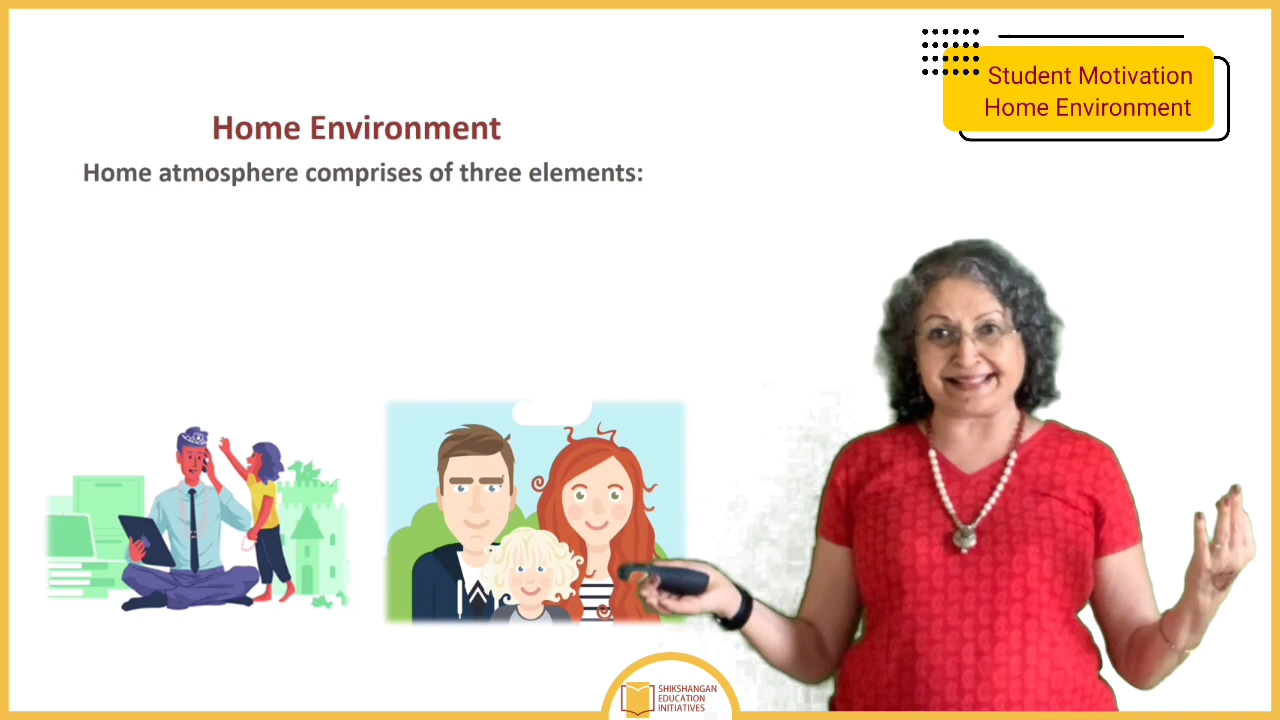 Student Motivation
Home Environment
Home Environment
Home atmosphere comprises of three elements:
SHIKSHANGAN
EDUCATION
INITIATIVES